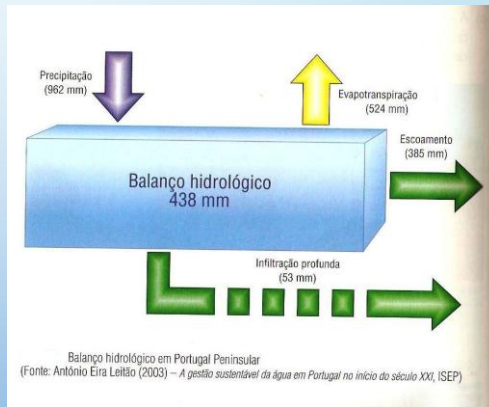 Precipitação
(962 mm)
Evapotranspiração
(524 mm)
Escoamento
(385 mm)
Balanço hidrológico
438 mm
Infiltração profunda
(53 mm)
Balanço hidrológico em Portugal Peninsular
(Fonte: António Eira Leitão (2003) – A gestão sustentável da água em Portugal no início do século XXI, ISEP)